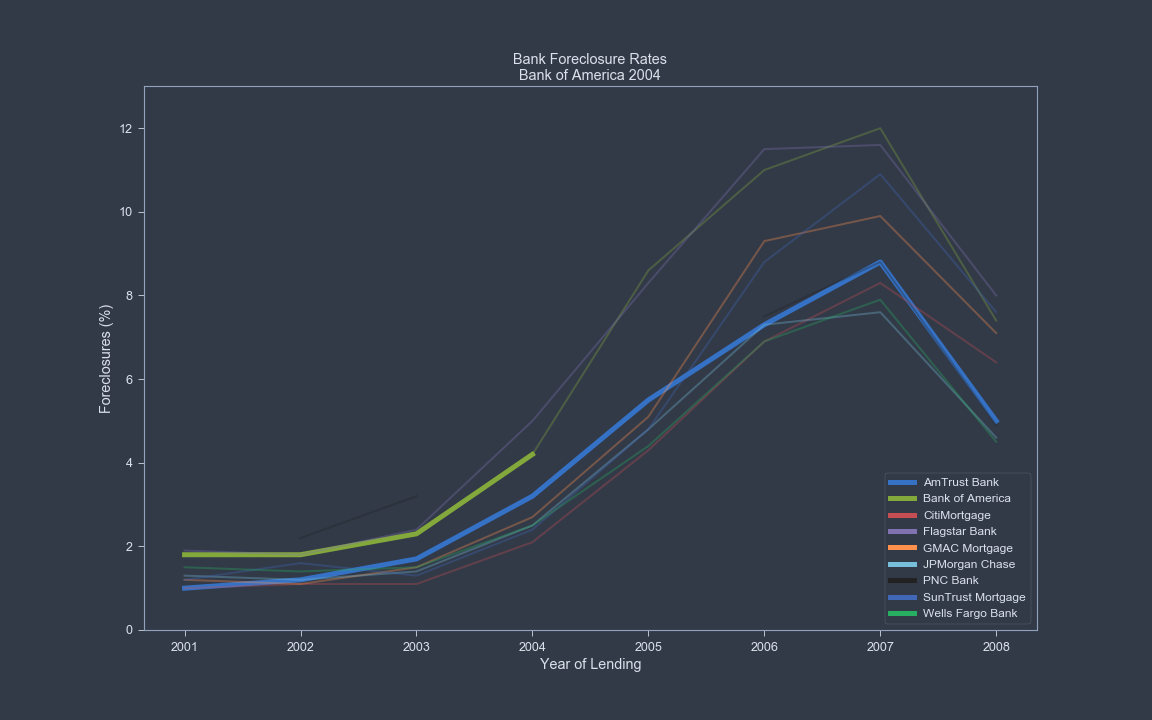 Bank Foreclosure Rates
Bank of America 2004
Foreclosures (%)
12
10
8
6
4
2
0
2001 2002 2003 2004 2005 2006 2007 2008
Year of Lending
AmTrust Bank
Bank of America
CitiMortgage
Flagstar Bank
GMAC Mortgage
JPMorgan Chase
PNC Bank
SunTrust Mortgage
Wells Fargo Bank